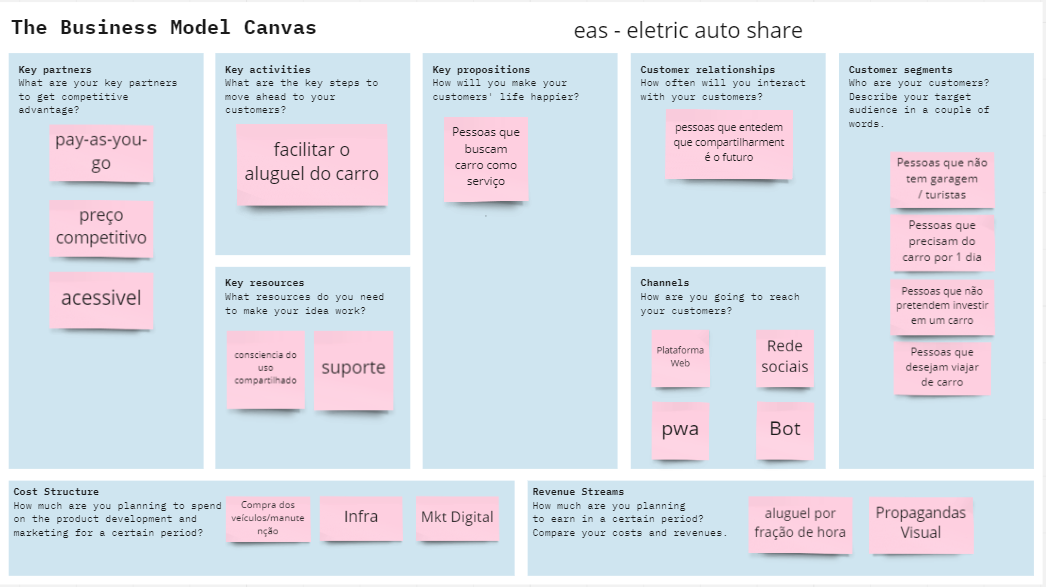 The Business Model Canvas
eas - eletric auto share
Key partners
What are your key partners
to get competitive
advantage?
pay-as-you-
go
preço
competitivo
acessivel
Key activities
What are the key steps to
move ahead to your
customers?
facilitar o
aluguel do carro
Key resources
What resources do you need
to make your idea work?
consciencia do
uso
compartilhado
suporte
Key propositions
How will you make your
customers' life happier?
Pessoas que
buscam
carro como
serviço
Customer relationships
How often will you interact
with your customers?
pessoas que entedem
que compartilharment
é o futuro
Channels
How are you going to reach
your customers?
Plataforma
Web
Rede
sociais
pwa
Bot
Customer segments
Who are your customers?
Describe your target
audience in a couple of
words.
Pessoas que não
tem garagem
/ turistas
Pessoas que
precisam do
carro por 1 dia
Pessoas que não
pretendem investir
em um carro
Pessoas que
desejam viajar
de carro
Cost Structure
How much are you planning to spend
on the product development and
marketing for a certain period?
Compra dos
veículos/manute
nção
Infra
Mkt Digital
Revenue Streams
How much are you planning
to earn in a certain period?
Compare your costs and revenues.
aluguel por
fração de hora
Propagandas
Visual